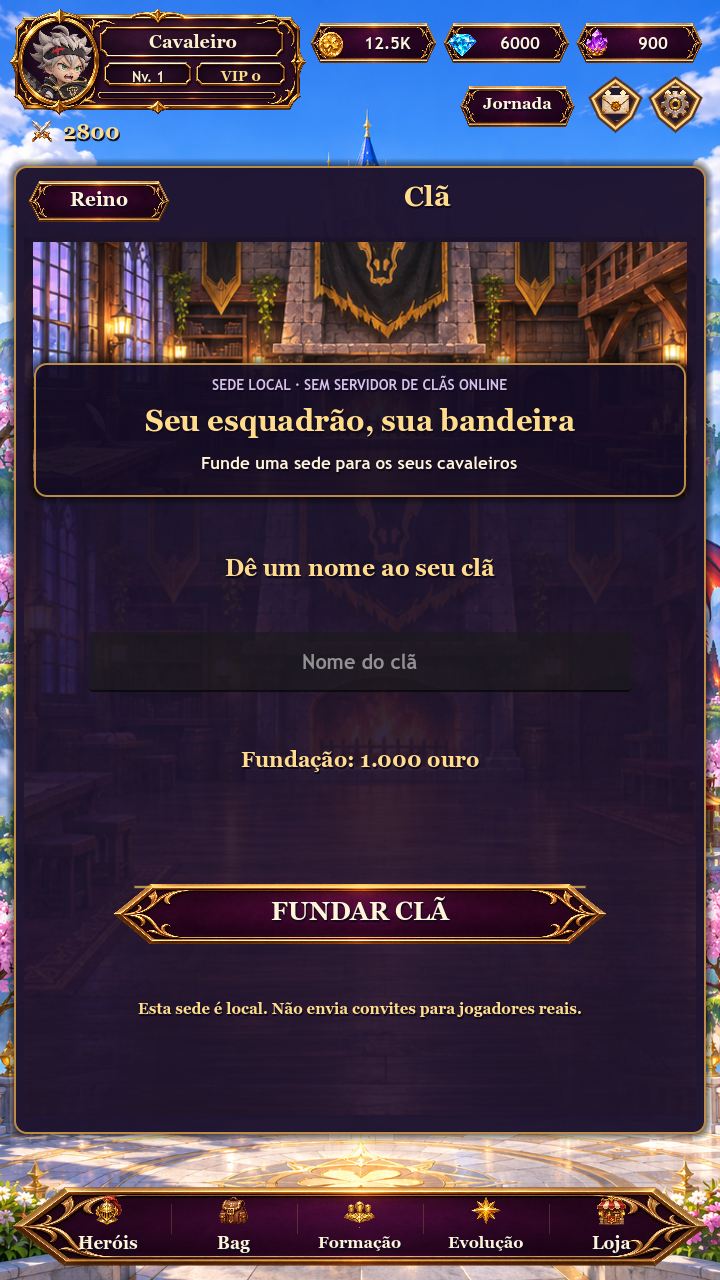 Cavaleiro
Nv. 1
VIP 0
12.5K
6000
900
2800
Jornada
Reino
Clã
SEDE LOCAL · SEM SERVIDOR DE CLÃS ONLINE
Seu esquadrão, sua bandeira
Funde uma sede para os seus cavaleiros
Dê um nome ao seu clã
Nome do clã
Fundação: 1.000 ouro
FUNDAR CLÃ
Esta sede é local. Não envia convites para jogadores reais.
Heróis
Bag
Formação
Evolução
Loja